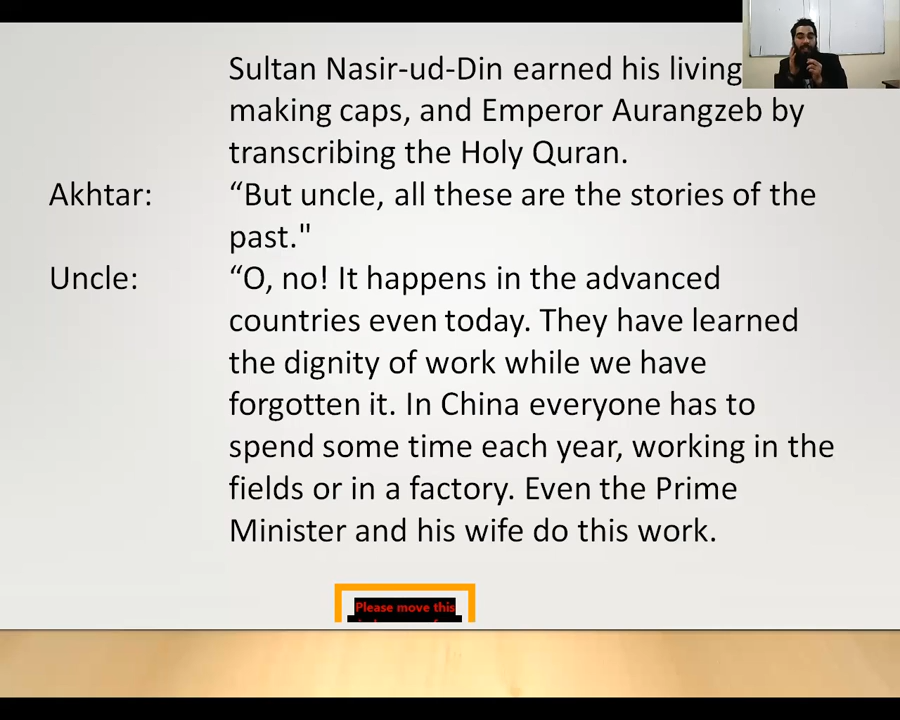 Sultan Nasir-ud-Din earned his living
making caps, and Emperor Aurangzeb by
transcribing the Holy Quran.
Akhtar: “But uncle, all these are the stories of the
past."
Uncle: “O, no! It happens in the advanced
countries even today. They have learned
the dignity of work while we have
forgotten it. In China everyone has to
spend some time each year, working in the
fields or in a factory. Even the Prime
Minister and his wife do this work.
Please move this